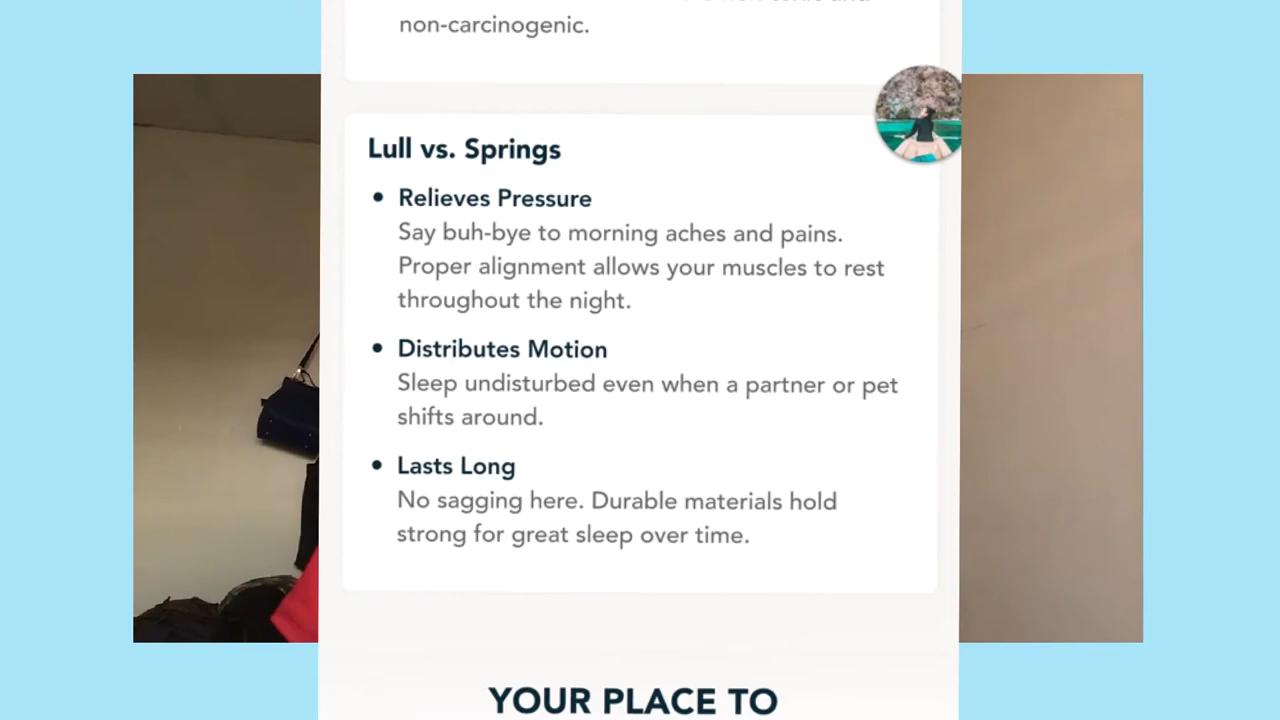 non-carcinogenic.
Lull vs. Springs
• Relieves Pressure
Say buh-bye to morning aches and pains.
Proper alignment allows your muscles to rest
throughout the night.
• Distributes Motion
Sleep undisturbed even when a partner or pet
shifts around.
• Lasts Long
No sagging here. Durable materials hold
strong for great sleep over time.
YOUR PLACE TO